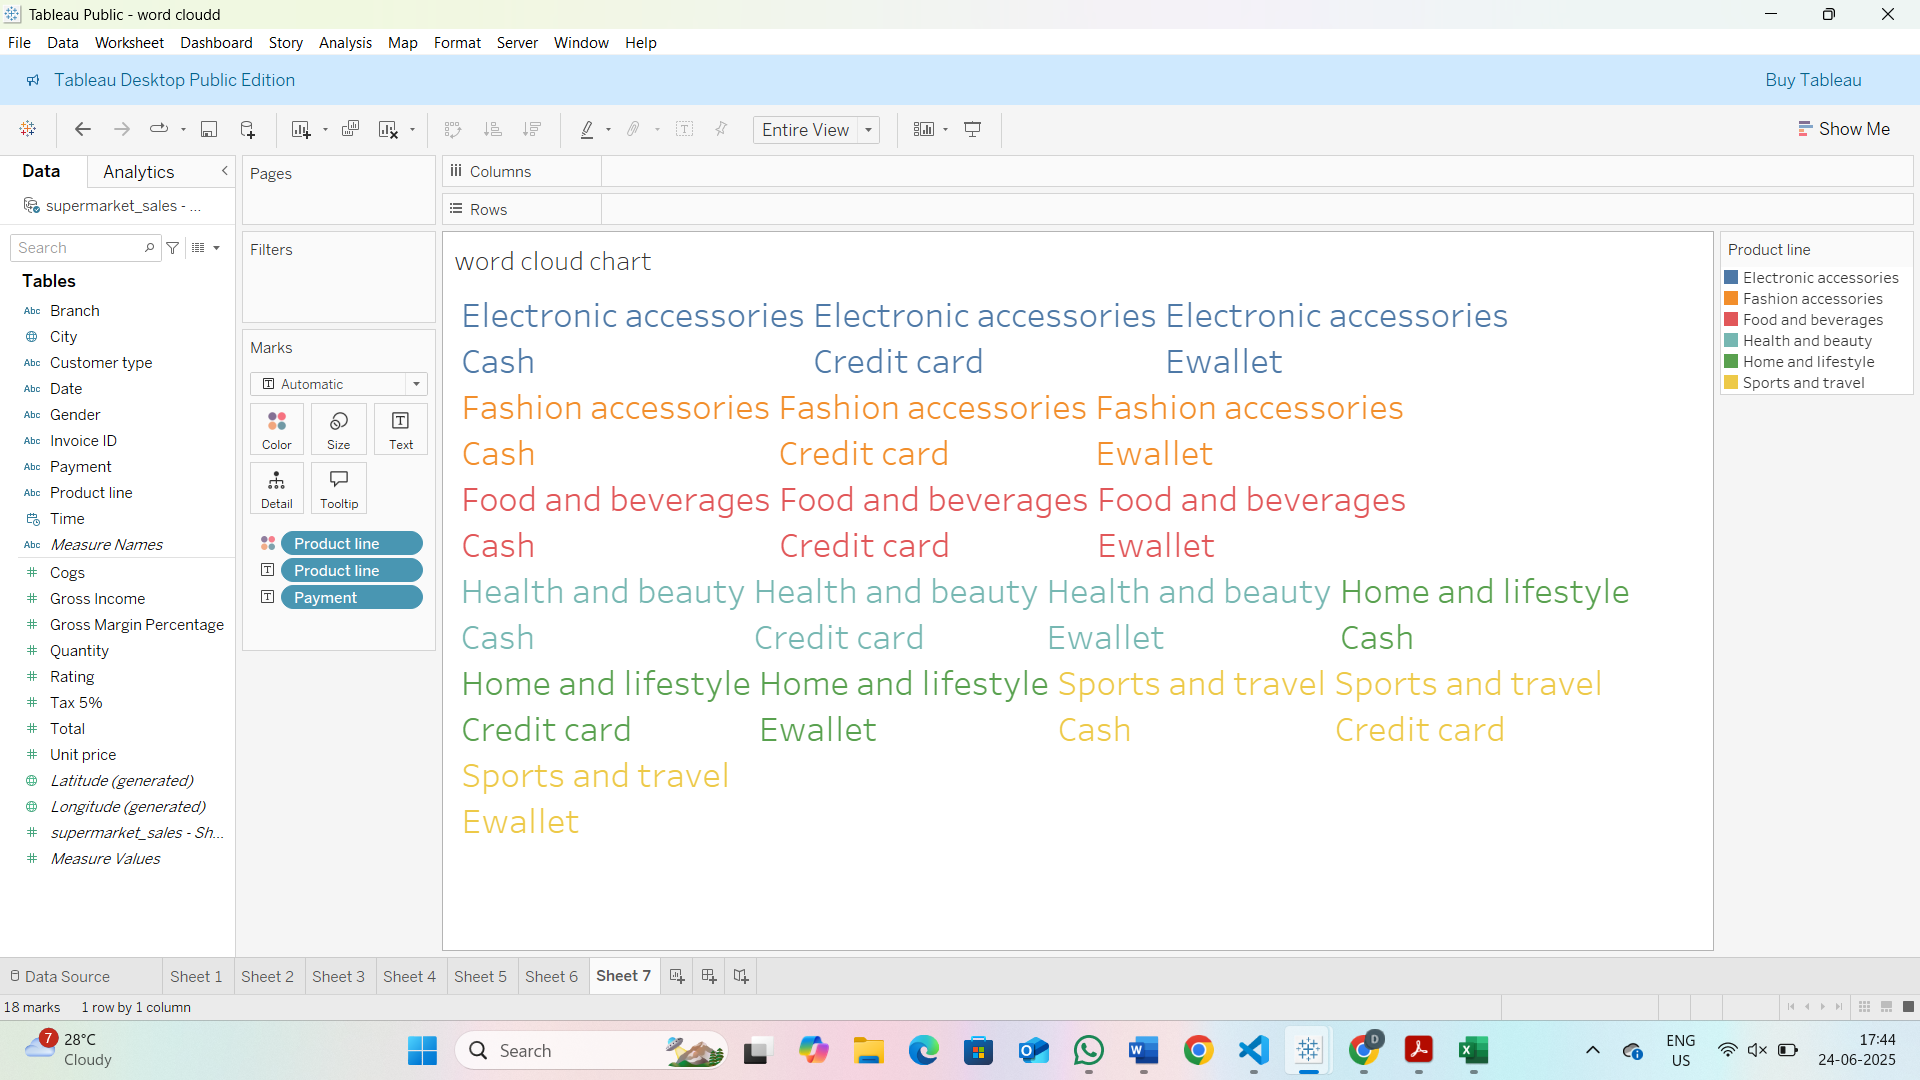 Tableau Public - word cloudd
File Data Worksheet Dashboard Story Analysis Map Format Server Window Help
Tableau Desktop Public Edition
Buy Tableau
Entire View
Show Me
Data
Analytics
supermarket_sales - ...
Search
Tables
Abc Branch
City
Abc Customer type
Abc Date
Abc Gender
Abc Invoice ID
Abc Payment
Abc Product line
Time
Abc Measure Names
# Cogs
# Gross Income
# Gross Margin Percentage
# Quantity
# Rating
# Tax 5%
# Total
# Unit price
Latitude (generated)
Longitude (generated)
# supermarket_sales - Sh...
# Measure Values
Pages
Filters
Marks
Automatic
Color Size Text
Detail Tooltip
Product line
Product line
Payment
Columns
Rows
word cloud chart
Electronic accessories Electronic accessories Electronic accessories
Cash Credit card Ewallet
Fashion accessories Fashion accessories Fashion accessories
Cash Credit card Ewallet
Food and beverages Food and beverages Food and beverages
Cash Credit card Ewallet
Health and beauty Health and beauty Health and beauty Home and lifestyle
Cash Credit card Ewallet Cash
Home and lifestyle Home and lifestyle Sports and travel Sports and travel
Credit card Ewallet Cash Credit card
Sports and travel
Ewallet
Product line
Electronic accessories
Fashion accessories
Food and beverages
Health and beauty
Home and lifestyle
Sports and travel
Data Source Sheet 1 Sheet 2 Sheet 3 Sheet 4 Sheet 5 Sheet 6 Sheet 7
18 marks 1 row by 1 column
7
28°C
Cloudy
Search
D
ENG
US
17:44
24-06-2025